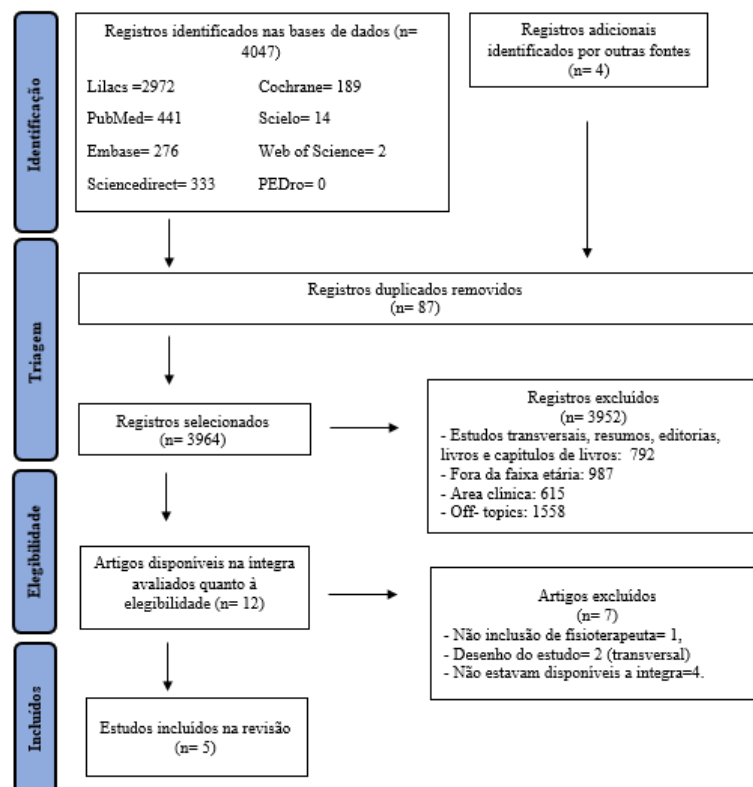 Identificação
Registros identificados nas bases de dados (n=
4047)
Lilacs =2972
Cochrane= 189
PubMed= 441
Scielo= 14
Embase= 276
Web of Science= 2
Sciencedirect= 333
PEDro= 0
Registros adicionais
identificados por outras fontes
(n= 4)
Triagem
Registros duplicados removidos
(n= 87)
Registros selecionados
(n= 3964)
Registros excluídos
(n= 3952)
- Estudos transversais, resumos, editorias,
livros e capítulos de livros: 792
- Fora da faixa etária: 987
- Area clínica: 615
- Off- topics: 1558
Elegibilidade
Artigos disponíveis na íntegra
avaliados quanto à
elegibilidade (n= 12)
Artigos excluídos
(n= 7)
- Não inclusão de fisioterapeuta= 1,
- Desenho do estudo= 2 (transversal)
- Não estavam disponíveis a integra=4.
Incluídos
Estudos incluídos na revisão
(n= 5)